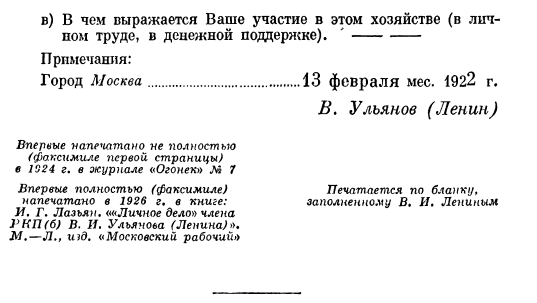 в) В чем выражается Ваше участие в этом хозяйстве (в лич-
ном труде, в денежной поддержке). — —
Примечания:
Город Москва ........................13 февраля мес. 1922 г.
В. Ульянов (Ленин)
Впервые напечатано не полностью
(факсимиле первой страницы)
в 1924 г. в журнале «Огонек» № 7
Впервые полностью (факсимиле)
напечатано в 1926 г. в книге:
И. Г. Лазьян. ««Личное дело» члена
РКП(б) В. И. Ульянова (Ленина)».
М.—Л., изд. «Московский рабочий»
Печатается по бланку,
заполненному В. И. Лениным